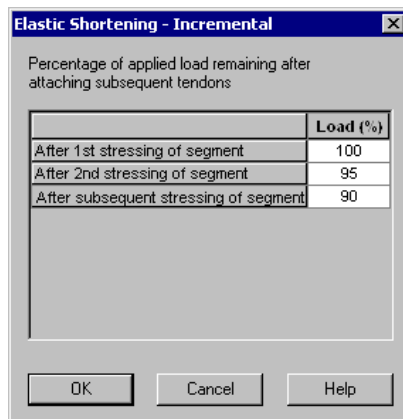 Elastic Shortening - Incremental
Percentage of applied load remaining after
attaching subsequent tendons
Load (%)
After 1st stressing of segment 100
After 2nd stressing of segment 95
After subsequent stressing of segment 90
OK Cancel Help